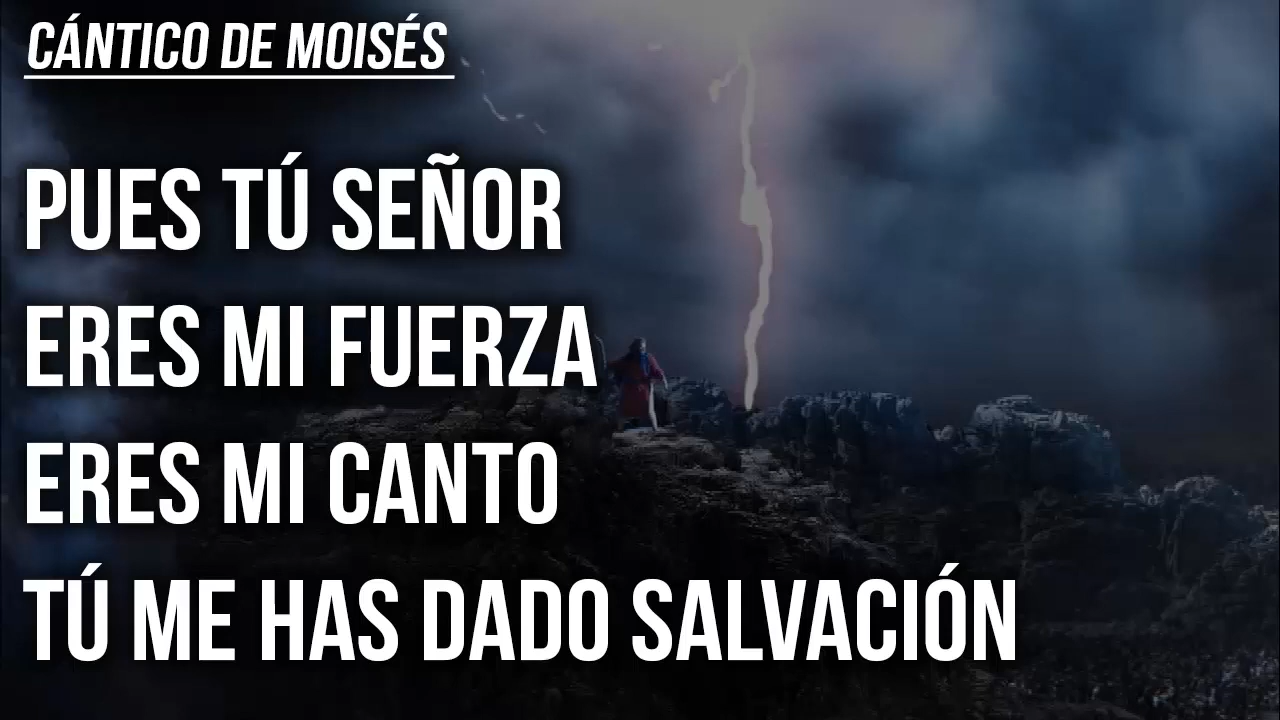 CÁNTICO DE MOISÉS
PUES TÚ SEÑOR
ERES MI FUERZA
ERES MI CANTO
TÚ ME HAS DADO SALVACIÓN